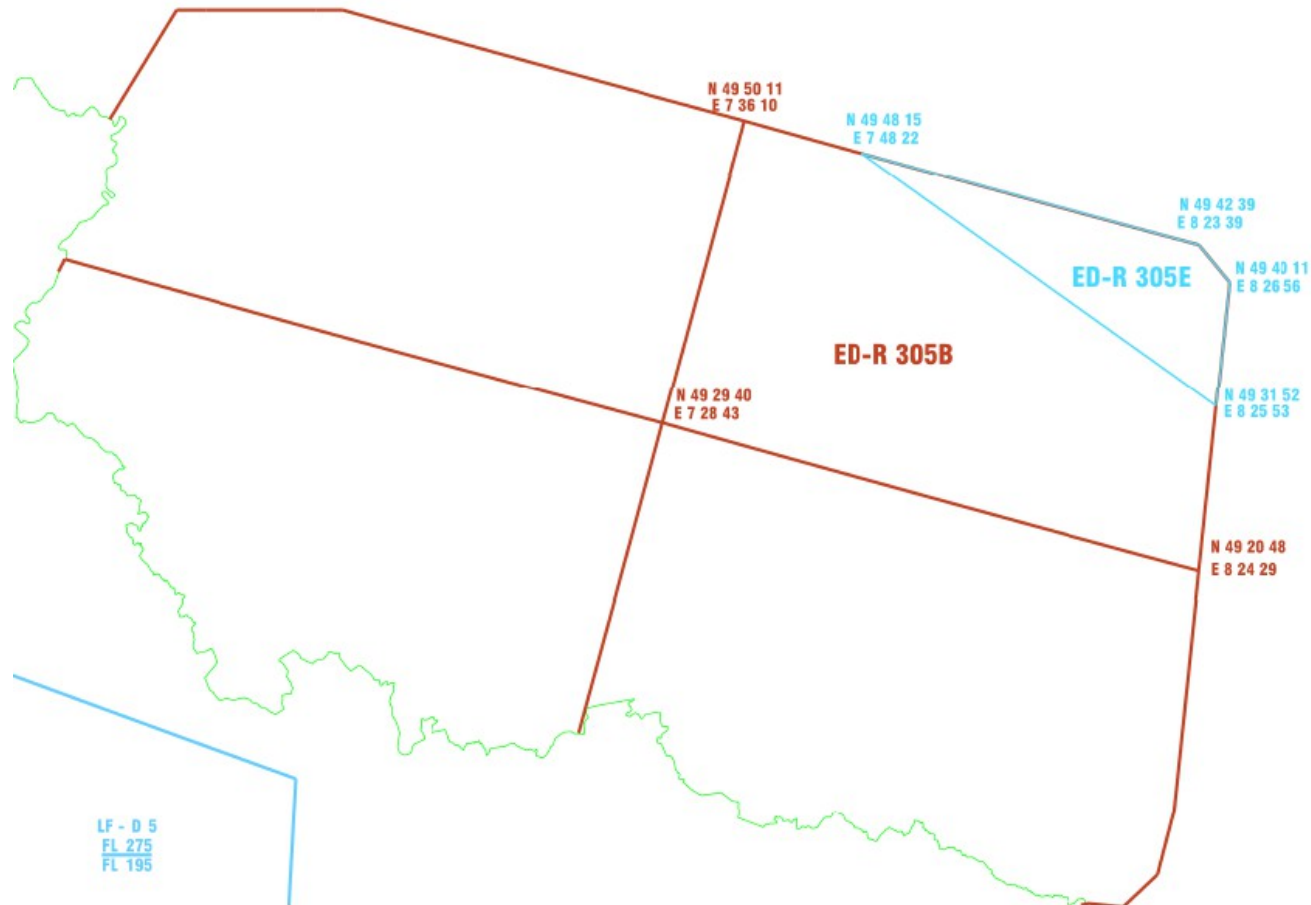 N 49 50 11
E 7 36 10
N 49 48 15
E 7 48 22
N 49 42 39
E 8 23 39
N 49 40 11
E 8 26 56
ED-R 305E
ED-R 305B
N 49 29 40
E 7 28 43
N 49 31 52
E 8 25 53
N 49 20 48
E 8 24 29
LF - D 5
FL 275
FL 195